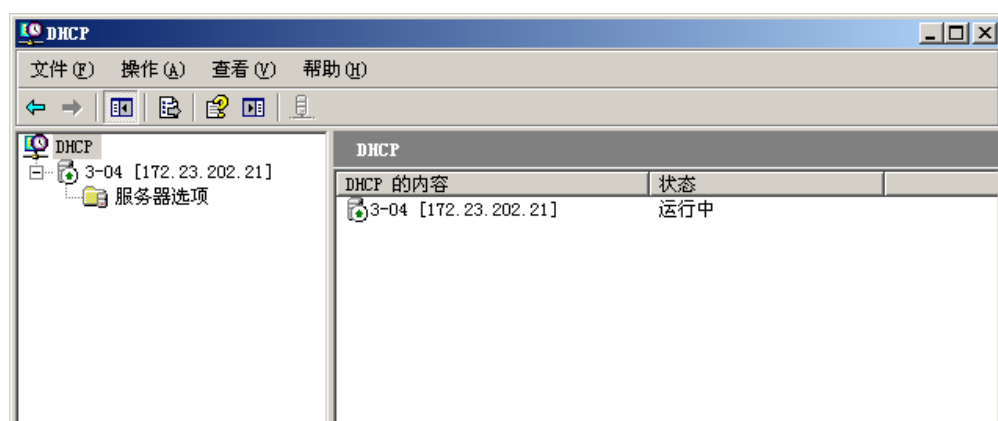 DHCP
文件(F) 操作(A) 查看(V) 帮助(H)
DHCP
3-04 [172.23.202.21]
服务器选项
DHCP
DHCP 的内容 状态
3-04 [172.23.202.21] 运行中